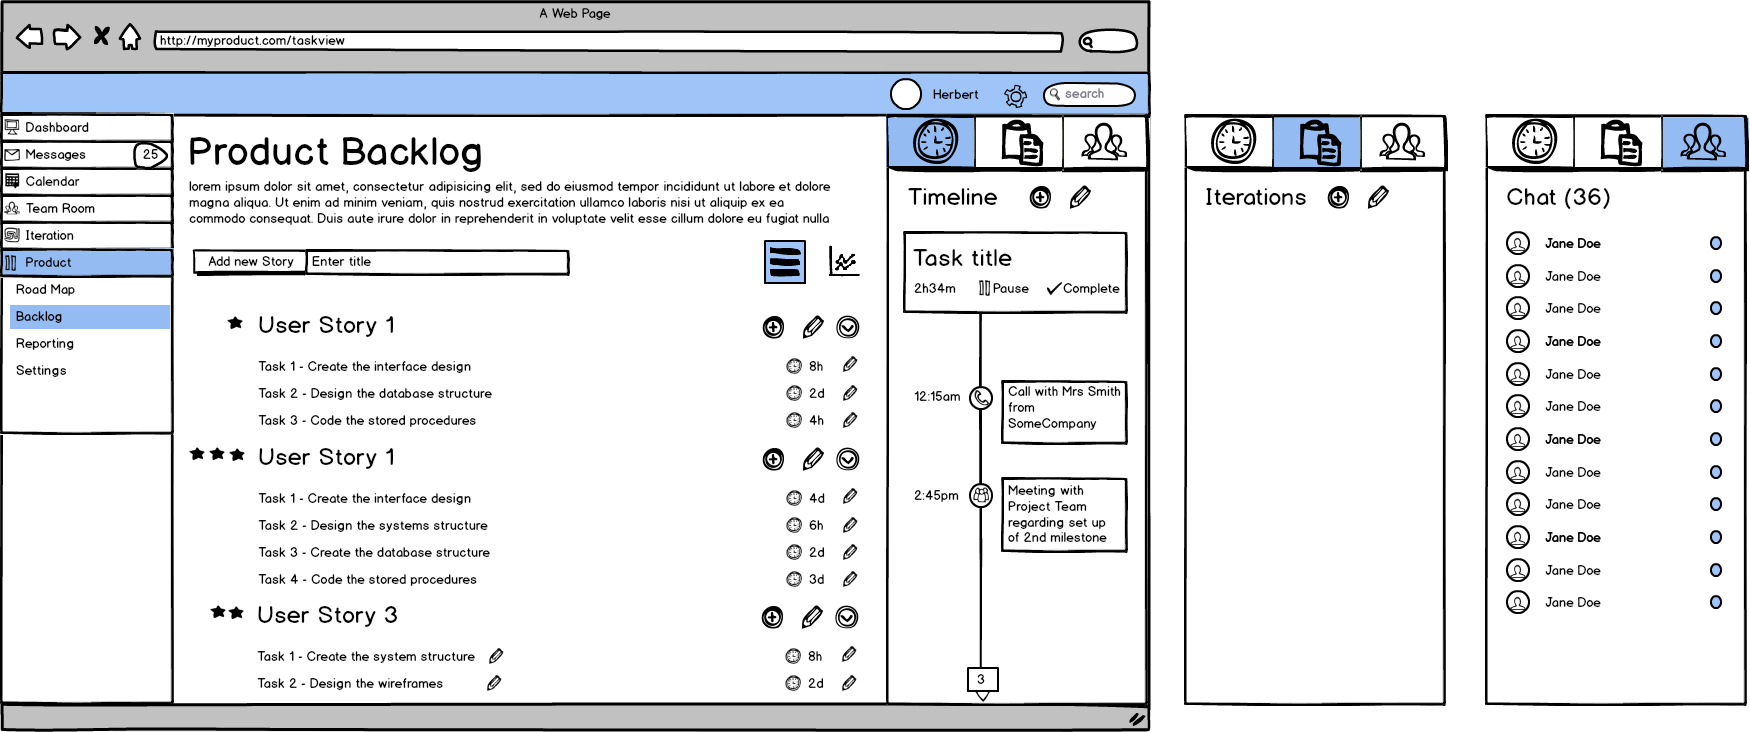 A Web Page
http://myproduct.com/taskview
Herbert
search
Dashboard
Messages
25
Calendar
Team Room
Iteration
Product
Road Map
Backlog
Reporting
Settings
Product Backlog
lorem ipsum dolor sit amet, consectetur adipisicing elit, sed do eiusmod tempor incididunt ut labore et dolore
magna aliqua. Ut enim ad minim veniam, quis nostrud exercitation ullamco laboris nisi ut aliquip ex ea
commodo consequat. Duis aute irure dolor in reprehenderit in voluptate velit esse cillum dolore eu fugiat nulla
Add new Story
Enter title
User Story 1
Task 1 - Create the interface design 8h
Task 2 - Design the database structure 2d
Task 3 - Code the stored procedures 4h
User Story 1
Task 1 - Create the interface design 4d
Task 2 - Design the systems structure 6h
Task 3 - Create the database structure 2d
Task 4 - Code the stored procedures 3d
User Story 3
Task 1 - Create the system structure 8h
Task 2 - Design the wireframes 2d
Timeline
Task title
2h34m Pause Complete
12:15am
Call with Mrs Smith
from
SomeCompany
2:45pm
Meeting with
Project Team
regarding set up
of 2nd milestone
3
Iterations
Chat (36)
Jane Doe
Jane Doe
Jane Doe
Jane Doe
Jane Doe
Jane Doe
Jane Doe
Jane Doe
Jane Doe
Jane Doe
Jane Doe
Jane Doe